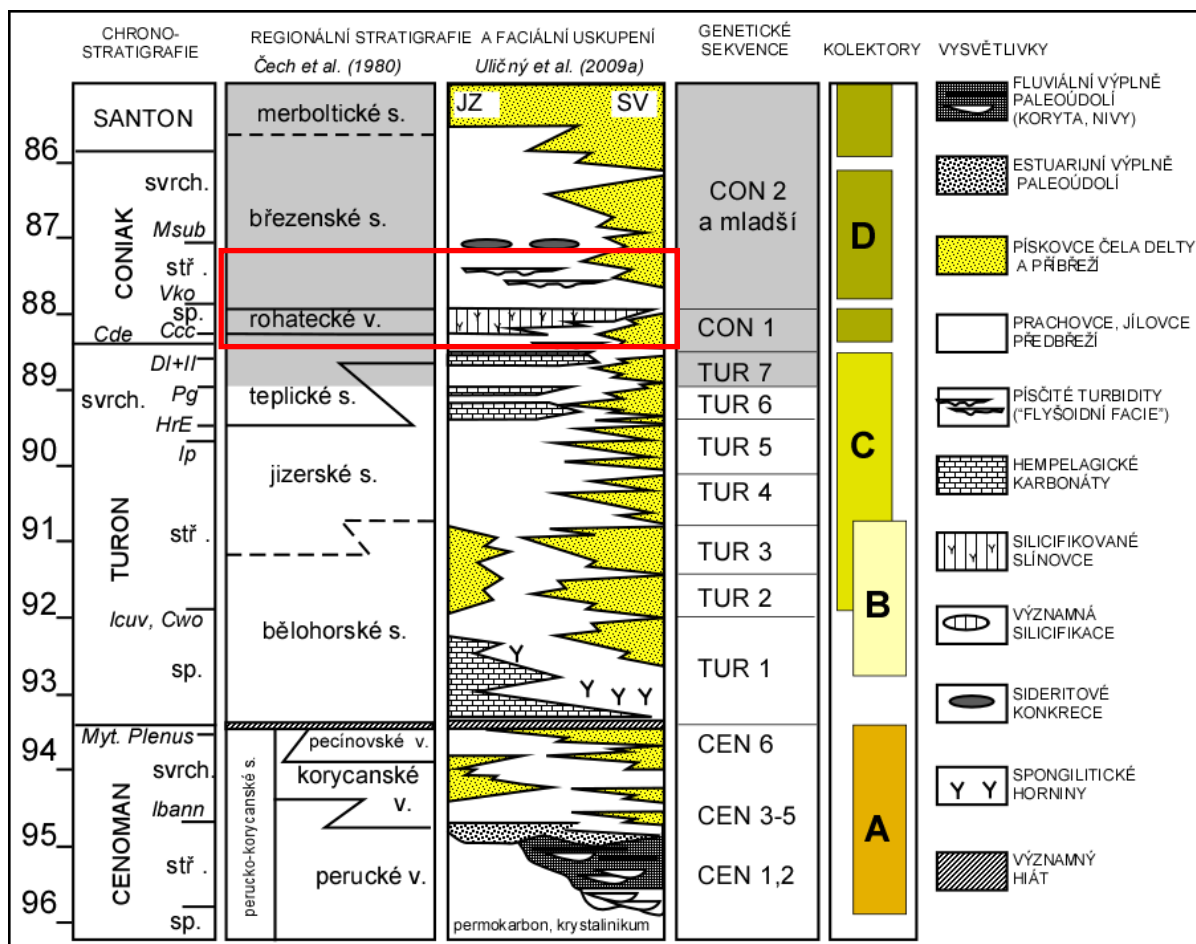 CHRONO-
STRATIGRAFIE
REGIONÁLNÍ STRATIGRAFIE A FACIÁLNÍ USKUPENÍ
Čech et al. (1980)
Uličný et al. (2009a)
GENETICKÉ
SEKVENCE
KOLEKTORY
VYSVĚTLIVKY
86
87
88
89
90
91
92
93
94
95
96
SANTON
CONIAK
svrch.
Msub
stř.
Vko
sp.
Cde
Ccc
TURON
DI+II
svrch.
Pg
HrE
Ip
stř.
Icuv, Cwo
sp.
CENOMAN
Myt. Plenus
svrch.
Ibann
stř.
sp.
merboltické s.
březenské s.
rohatecké v.
teplické s.
jizerské s.
bělohorské s.
perucko-korycanské s.
pecínovské v.
korycanské
v.
perucké v.
JZ
SV
permokarbon, krystalinikum
CON 2
a mladší
CON 1
TUR 7
TUR 6
TUR 5
TUR 4
TUR 3
TUR 2
TUR 1
CEN 6
CEN 3-5
CEN 1,2
D
C
B
A
FLUVIÁLNÍ VÝPLNĚ
PALEOÚDOLÍ
(KORYTA, NIVY)
ESTUARIJNÍ VÝPLNĚ
PALEOÚDOLÍ
PÍSKOVCE ČELA DELTY
A PŘÍBŘEŽÍ
PRACHOVCE, JÍLOVCE
PŘEDBŘEŽÍ
PÍSČITÉ TURBIDITY
("FLYŠOIDNÍ FACIE")
HEMPELAGICKÉ
KARBONÁTY
SILICIFIKOVANÉ
SLÍNOVCE
VÝZNAMNÁ
SILICIFIKACE
SIDERITOVÉ
KONKRECE
SPONGILITICKÉ
HORNINY
VÝZNAMNÝ
HIÁT